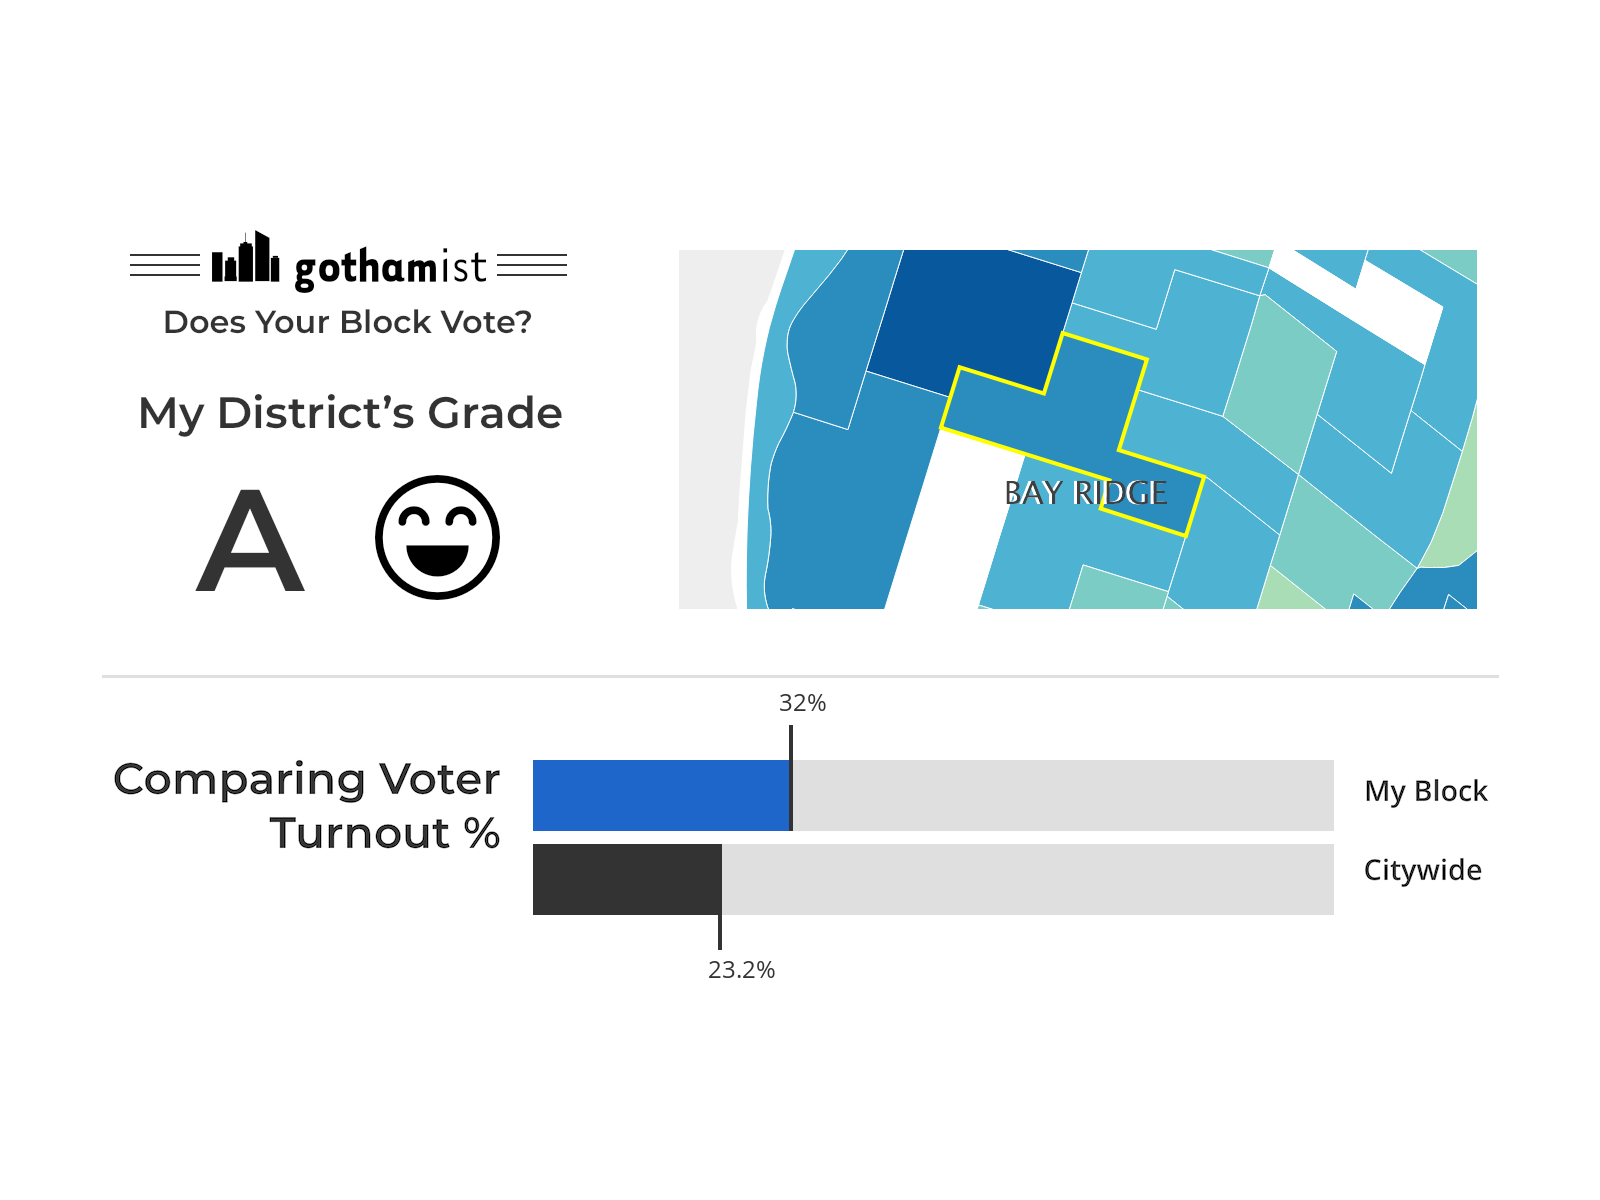 gothamist
Does Your Block Vote?
My District’s Grade
A
BAY RIDGE
32%
Comparing Voter
Turnout %
My Block
Citywide
23.2%